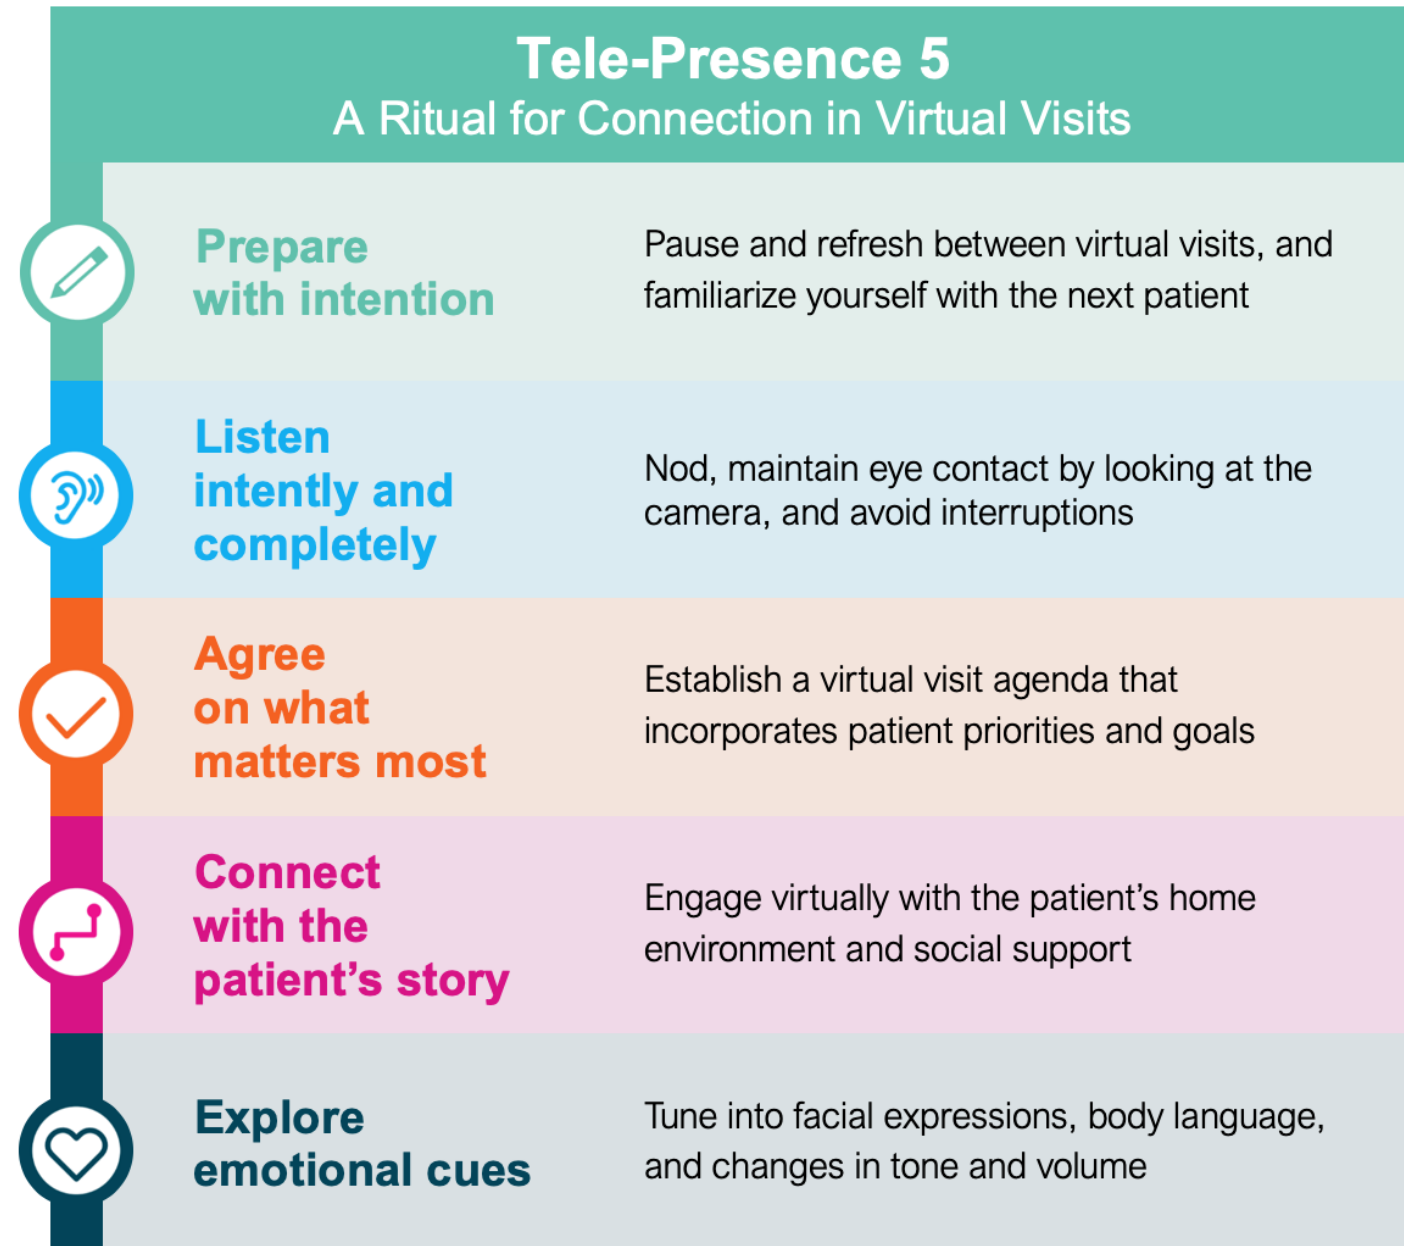 Tele-Presence 5
A Ritual for Connection in Virtual Visits
Prepare
with intention
Pause and refresh between virtual visits, and
familiarize yourself with the next patient
Listen
intently and
completely
Nod, maintain eye contact by looking at the
camera, and avoid interruptions
Agree
on what
matters most
Establish a virtual visit agenda that
incorporates patient priorities and goals
Connect
with the
patient’s story
Engage virtually with the patient’s home
environment and social support
Explore
emotional cues
Tune into facial expressions, body language,
and changes in tone and volume